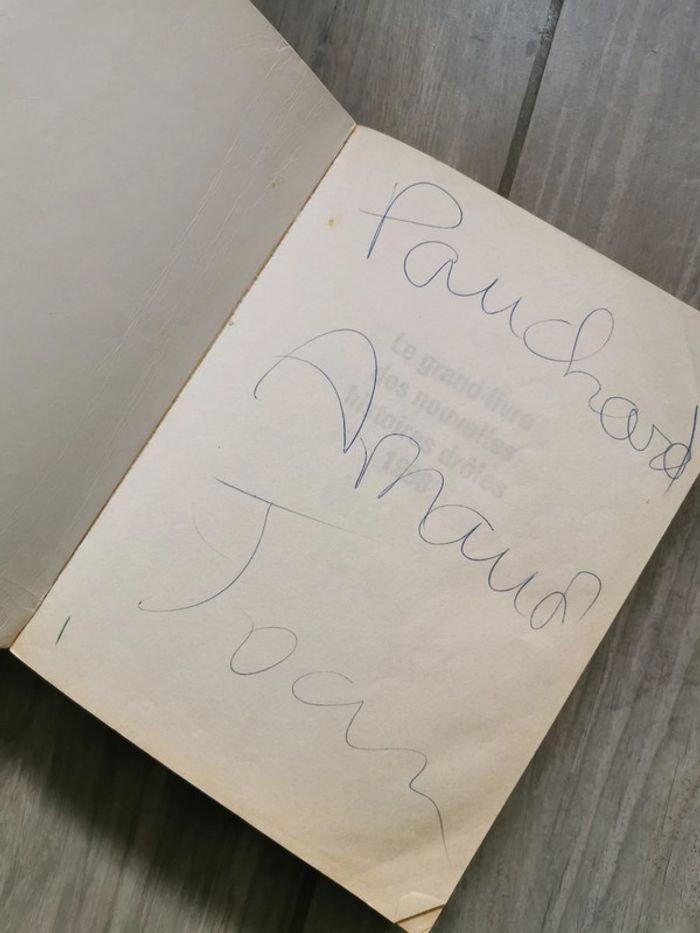 Pauchard
Le grand livre
des nouvelles
histoires drôles
Arnaud
Joan